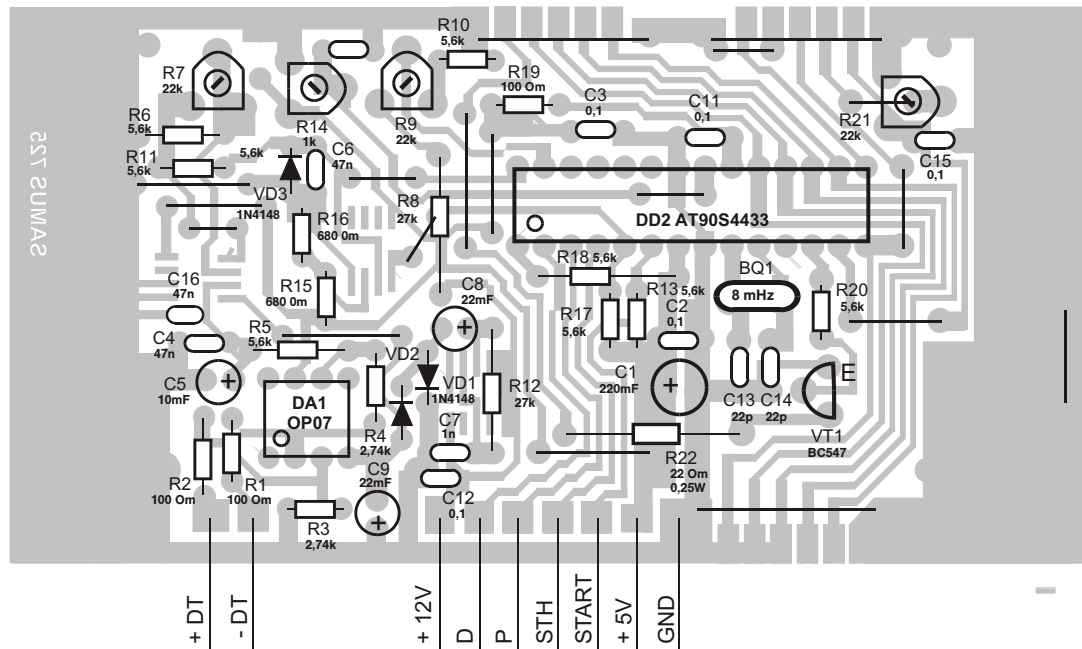 SAMUS 725
R10
5,6k
R7
22k
R19
100 Om
C3
0,1
C11
0,1
R6
5,6k
R14
1k
R9
22k
R21
22k
R11
5,6k
5,6k
C6
47n
C15
0,1
VD3
1N4148
R8
27k
R16
680 0m
DD2 AT90S4433
R18 5,6k
BQ1
8 mHz
C16
47n
R15
680 0m
C8
22mF
R17
5,6k
R13 5,6k
C2
0,1
R20
5,6k
C4
47n
R5
5,6k
VD2
C5
10mF
DA1
OP07
VD1
1N4148
R12
27k
C1
220mF
C13
22p
C14
22p
E
VT1
BC547
R4
2,74k
C7
1n
R2
100 Om
R1
100 Om
C9
22mF
C12
0,1
R22
22 Om
0,25W
R3
2,74k
+ DT
- DT
+ 12V
D
P
STH
START
+ 5V
GND